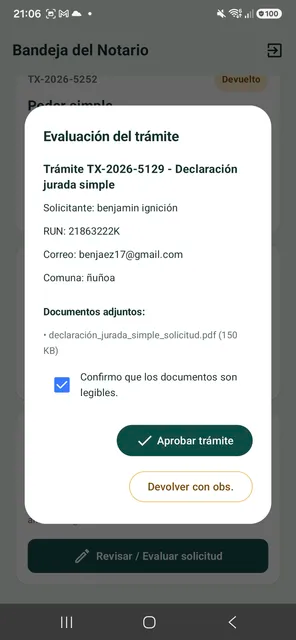 21:06
100
Bandeja del Notario
TX-2026-5252
Devuelto
Poder simple
Evaluación del trámite
Trámite TX-2026-5129 - Declaración
jurada simple
Solicitante: benjamin ignición
RUN: 21863222K
Correo: benjaez17@gmail.com
Comuna: ñuñoa
Documentos adjuntos:
• declaración_jurada_simple_solicitud.pdf (150
KB)
Confirmo que los documentos son
legibles.
Aprobar trámite
Devolver con obs.
Revisar / Evaluar solicitud